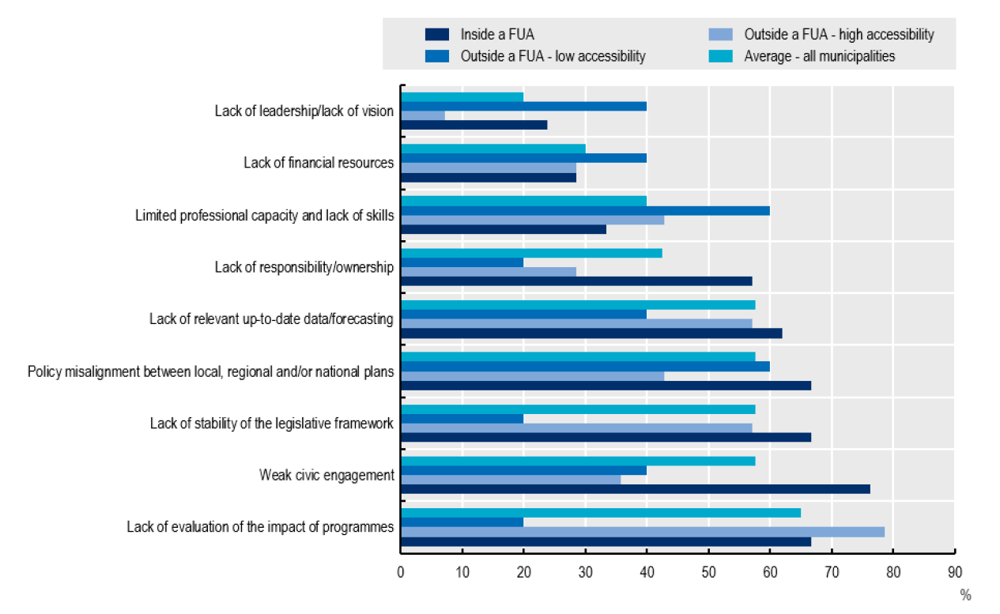 Inside a FUA
Outside a FUA - high accessibility
Outside a FUA - low accessibility
Average - all municipalities
Lack of leadership/lack of vision
Lack of financial resources
Limited professional capacity and lack of skills
Lack of responsibility/ownership
Lack of relevant up-to-date data/forecasting
Policy misalignment between local, regional and/or national plans
Lack of stability of the legislative framework
Weak civic engagement
Lack of evaluation of the impact of programmes
0 10 20 30 40 50 60 70 80 90
%